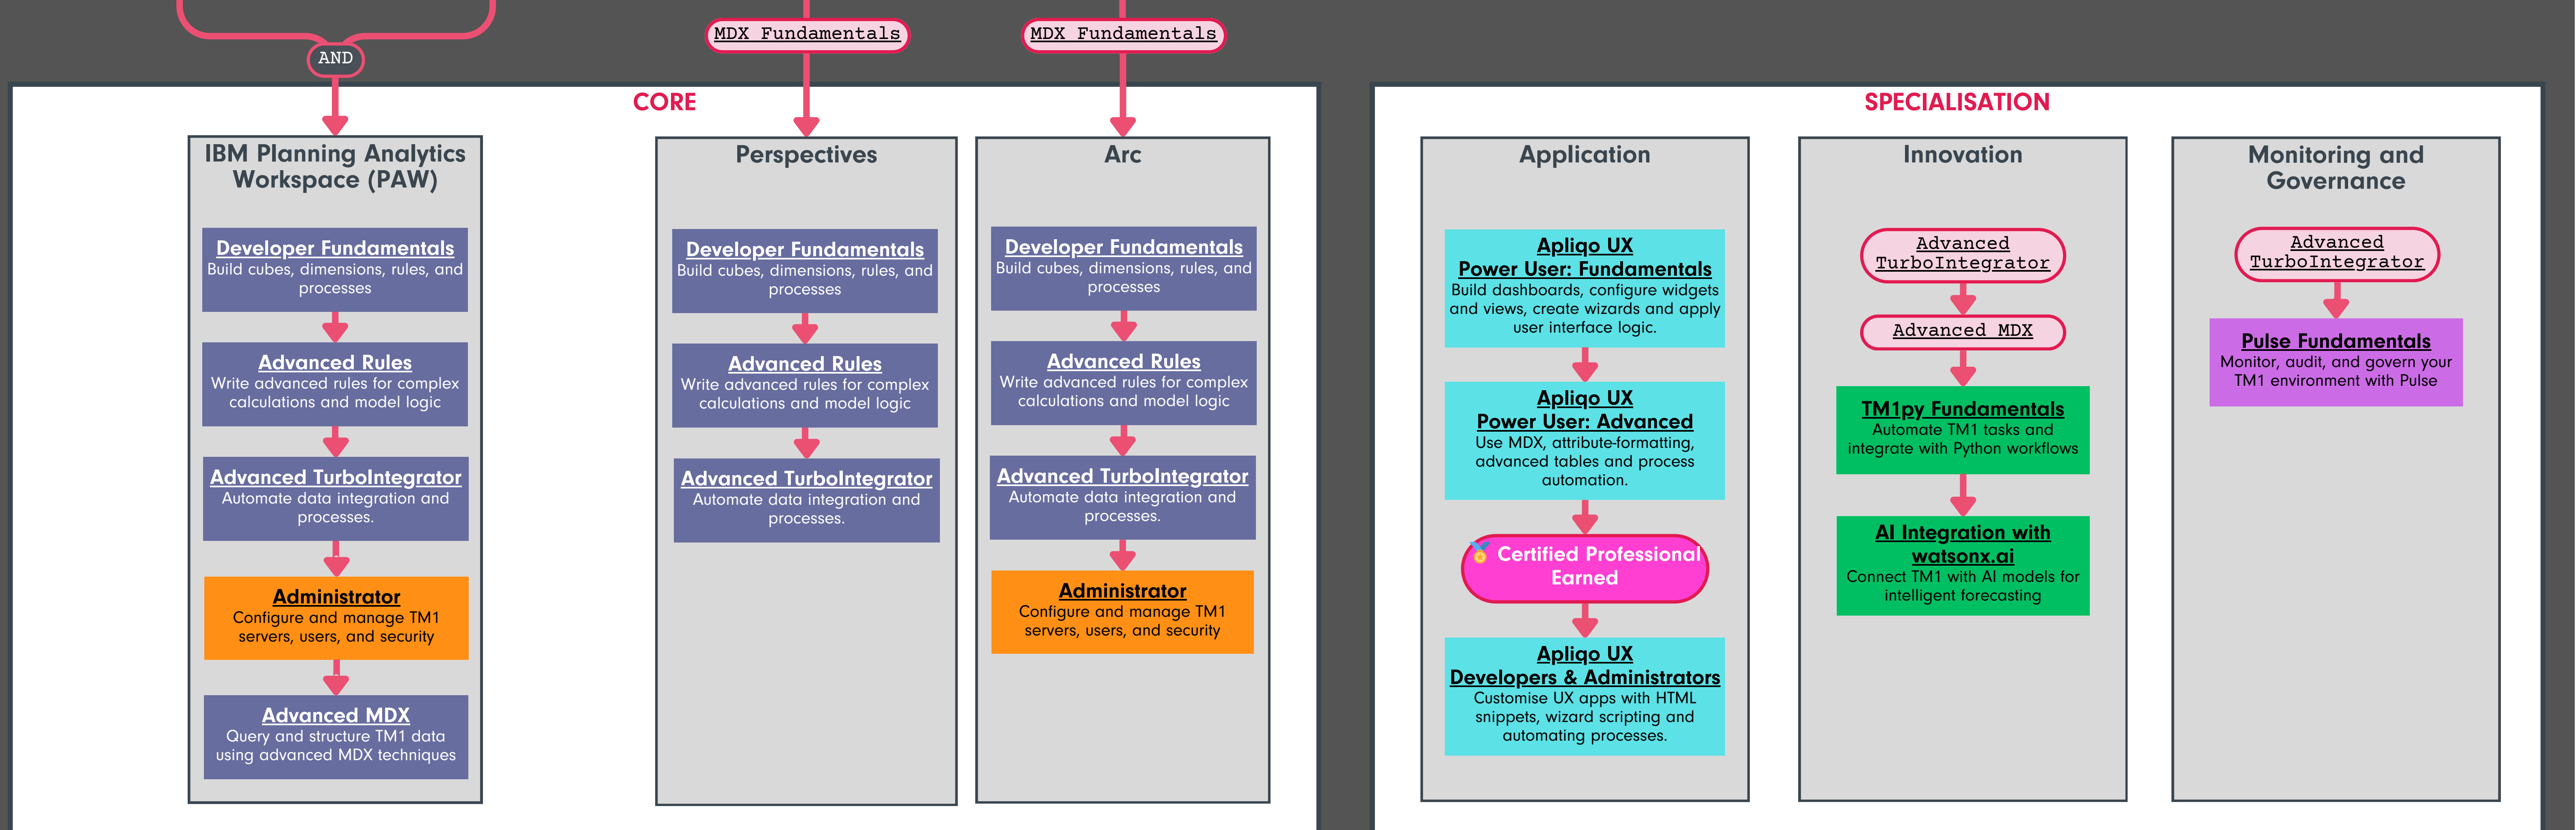 AND
MDX Fundamentals
MDX Fundamentals
CORE
IBM Planning Analytics
Workspace (PAW)
Developer Fundamentals
Build cubes, dimensions, rules, and
processes
Advanced Rules
Write advanced rules for complex
calculations and model logic
Advanced TurboIntegrator
Automate data integration and
processes.
Administrator
Configure and manage TM1
servers, users, and security
Advanced MDX
Query and structure TM1 data
using advanced MDX techniques
Perspectives
Developer Fundamentals
Build cubes, dimensions, rules, and
processes
Advanced Rules
Write advanced rules for complex
calculations and model logic
Advanced TurboIntegrator
Automate data integration and
processes.
Arc
Developer Fundamentals
Build cubes, dimensions, rules, and
processes
Advanced Rules
Write advanced rules for complex
calculations and model logic
Advanced TurboIntegrator
Automate data integration and
processes.
Administrator
Configure and manage TM1
servers, users, and security
SPECIALISATION
Application
Apliqo UX
Power User: Fundamentals
Build dashboards, configure widgets
and views, create wizards and apply
user interface logic.
Apliqo UX
Power User: Advanced
Use MDX, attribute-formatting,
advanced tables and process
automation.
🏅 Certified Professional
Earned
Apliqo UX
Developers & Administrators
Customise UX apps with HTML
snippets, wizard scripting and
automating processes.
Innovation
Advanced
TurboIntegrator
Advanced MDX
TM1py Fundamentals
Automate TM1 tasks and
integrate with Python workflows
AI Integration with
watsonx.ai
Connect TM1 with AI models for
intelligent forecasting
Monitoring and
Governance
Advanced
TurboIntegrator
Pulse Fundamentals
Monitor, audit, and govern your
TM1 environment with Pulse